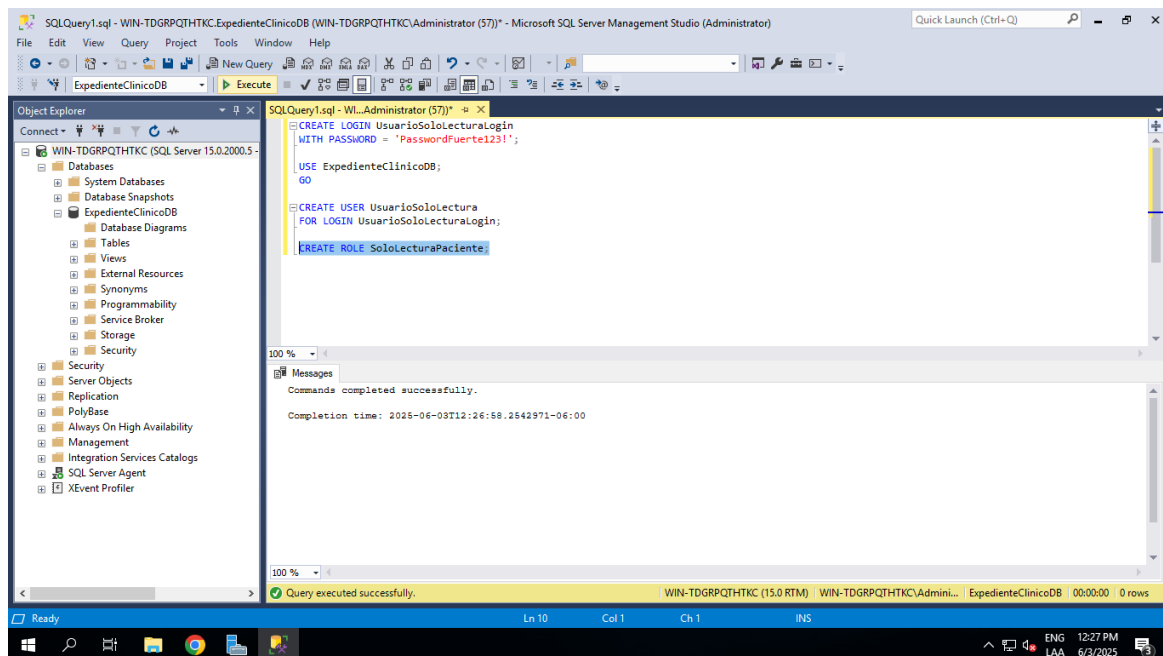 SQLQuery1.sql - WIN-TDGRPQTHTKC.ExpedienteClinicoDB (WIN-TDGRPQTHTKC\Administrator (57))* - Microsoft SQL Server Management Studio (Administrator)
Quick Launch (Ctrl+Q)
File Edit View Query Project Tools Window Help
New Query
ExpedienteClinicoDB
Execute
Object Explorer
SQLQuery1.sql - WI...Administrator (57))*
Connect
WIN-TDGRPQTHTKC (SQL Server 15.0.2000.5 -
Databases
System Databases
Database Snapshots
ExpedienteClinicoDB
Database Diagrams
Tables
Views
External Resources
Synonyms
Programmability
Service Broker
Storage
Security
Security
Server Objects
Replication
PolyBase
Always On High Availability
Management
Integration Services Catalogs
SQL Server Agent
XEvent Profiler
CREATE LOGIN UsuarioSoloLecturaLogin
WITH PASSWORD = 'PasswordFuerte123!';
USE ExpedienteClinicoDB;
GO
CREATE USER UsuarioSoloLectura
FOR LOGIN UsuarioSoloLecturaLogin;
CREATE ROLE SoloLecturaPaciente;
100 %
Messages
Commands completed successfully.
Completion time: 2025-06-03T12:26:58.2542971-06:00
100 %
Query executed successfully.
WIN-TDGRPQTHTKC (15.0 RTM)
WIN-TDGRPQTHTKC\Admini...
ExpedienteClinicoDB
00:00:00
0 rows
Ready
Ln 10
Col 1
Ch 1
INS
ENG
LAA
12:27 PM
6/3/2025
3